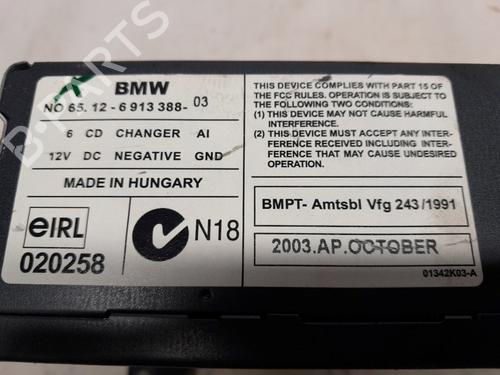 BMW
NO 65. 12 - 6 913 388- 03
6 CD CHANGER AI
12V DC NEGATIVE GND
MADE IN HUNGARY
eIRL
020258
N18
THIS DEVICE COMPLIES WITH PART 15 OF
THE FCC RULES. OPERATION IS SUBJECT TO
THE FOLLOWING TWO CONDITIONS:
(1) THIS DEVICE MAY NOT CAUSE HARMFUL
INTERFERENCE, AND
(2) THIS DEVICE MUST ACCEPT ANY INTER-
FERENCE RECEIVED, INCLUDING INTER-
FERENCE THAT MAY CAUSE UNDESIRED
OPERATION.
BMPT- Amtsbl Vfg 243/1991
2003.AP.OCTOBER
01342K03-A
B-PARTS